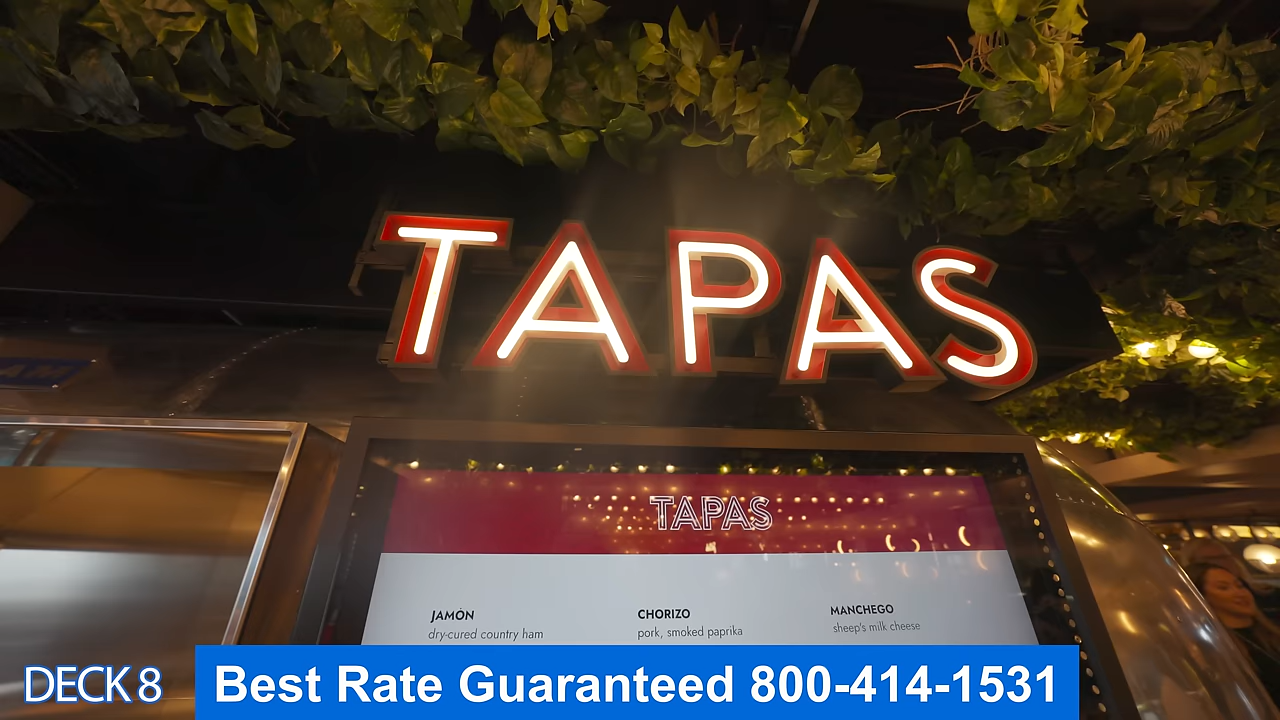 TAPAS
TAPAS
JAMÓN
dry-cured country ham
CHORIZO
pork, smoked paprika
MANCHEGO
sheep's milk cheese
DECK 8
Best Rate Guaranteed 800-414-1531